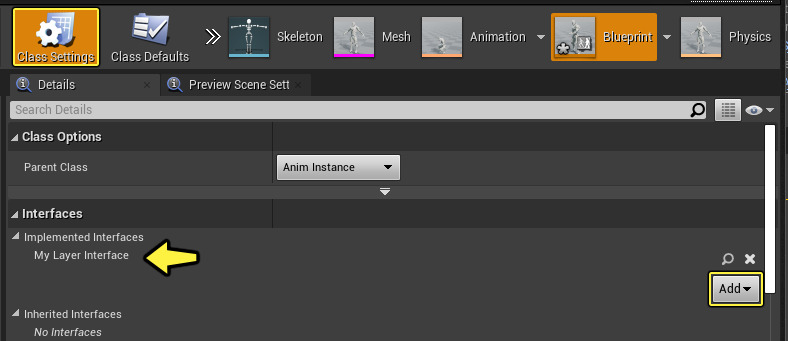 Class Settings
Class Defaults
Skeleton
Mesh
Animation
Blueprint
Physics
Details
Preview Scene Sett
Search Details
Class Options
Parent Class
Anim Instance
Interfaces
Implemented Interfaces
My Layer Interface
Add
Inherited Interfaces
No Interfaces